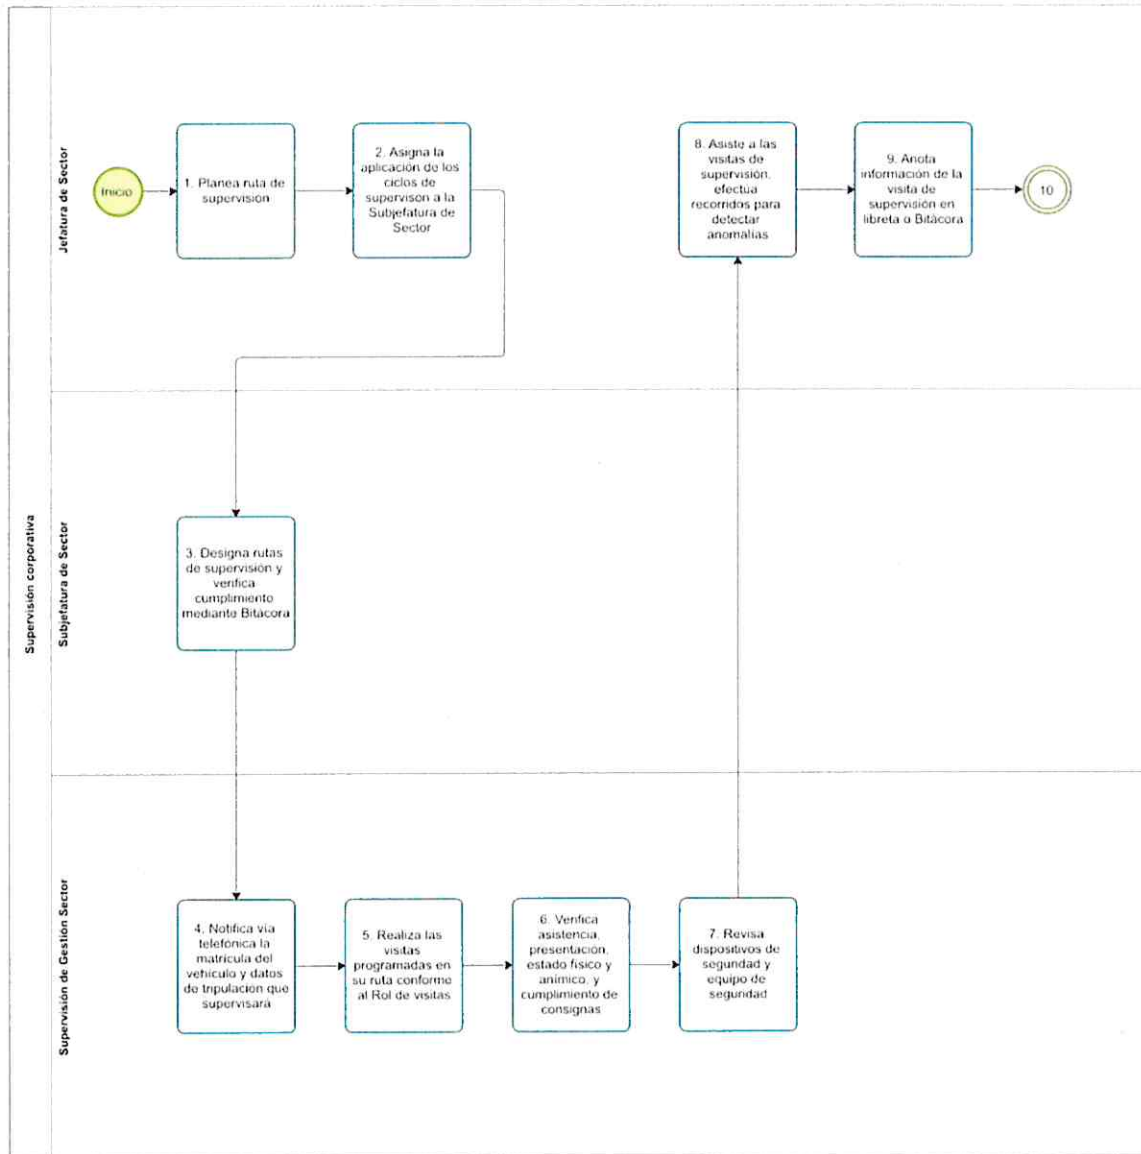 Supervisión corporativa
Jefatura de Sector
Inicio
1. Planea ruta de
supervisión
2. Asigna la
aplicación de los
ciclos de
supervison a la
Subjefatura de
Sector
8. Asiste a las
visitas de
supervisión,
efectúa
recorridos para
detectar
anomalías
9. Anota
información de la
visita de
supervisión en
libreta o Bitácora
10
Subjefatura de Sector
3. Designa rutas
de supervisión y
verifica
cumplimiento
mediante Bitácora
Supervisión de Gestión Sector
4. Notifica vía
telefónica la
matrícula del
vehículo y datos
de tripulación que
supervisará
5. Realiza las
visitas
programadas en
su ruta conforme
al Rol de visitas
6. Verifica
asistencia,
presentación,
estado físico y
anímico, y
cumplimiento de
consignas
7. Revisa
dispositivos de
seguridad y
equipo de
seguridad